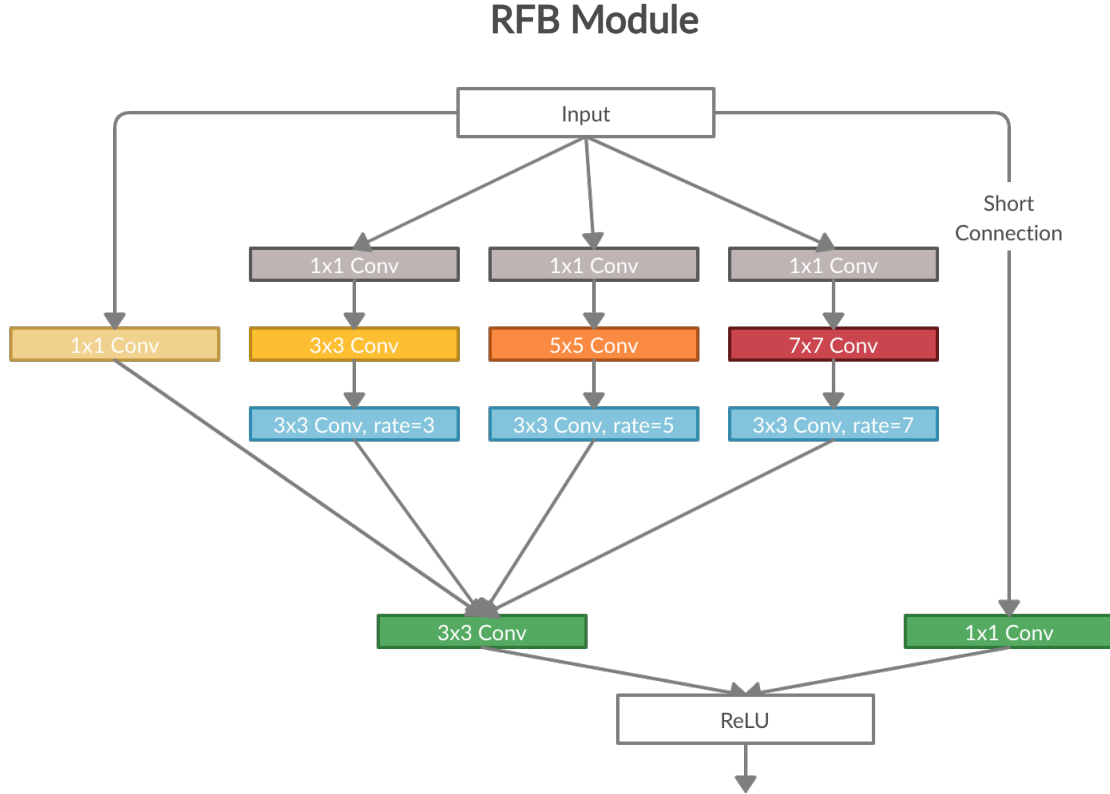 RFB Module
Input
Short
Connection
1x1 Conv
1x1 Conv
1x1 Conv
1x1 Conv
3x3 Conv
5x5 Conv
7x7 Conv
3x3 Conv, rate=3
3x3 Conv, rate=5
3x3 Conv, rate=7
3x3 Conv
1x1 Conv
ReLU